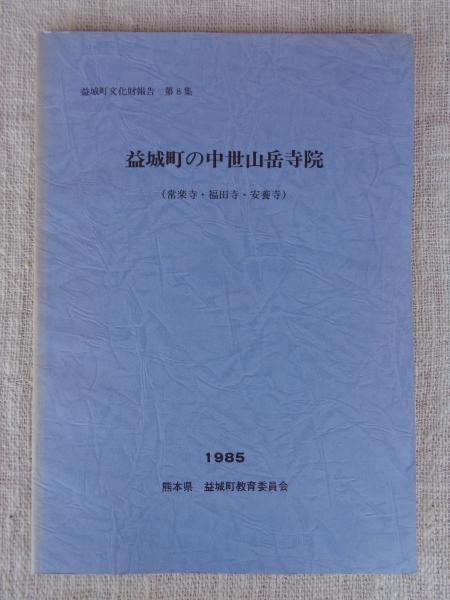 益城町文化財報告　第8集
益城町の中世山岳寺院
（常楽寺・福田寺・安養寺）
1985
熊本県　益城町教育委員会